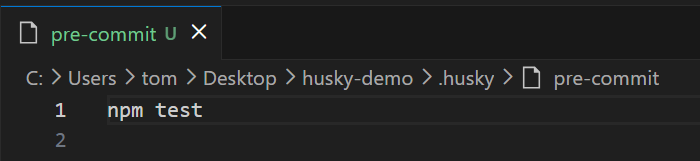 pre-commit U
C: > Users > tom > Desktop > husky-demo > .husky > pre-commit
1 npm test
2